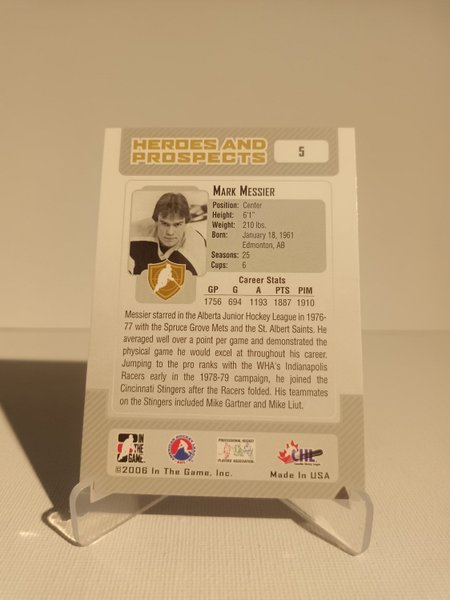 HEROES AND
PROSPECTS
5
MARK MESSIER
Position: Center
Height: 6'1"
Weight: 210 lbs.
Born: January 18, 1961
Edmonton, AB
Seasons: 25
Cups: 6
Career Stats
GP G A PTS PIM
1756 694 1193 1887 1910
Messier starred in the Alberta Junior Hockey League in 1976-
77 with the Spruce Grove Mets and the St. Albert Saints. He
averaged well over a point per game and demonstrated the
physical game he would excel at throughout his career.
Jumping to the pro ranks with the WHA's Indianapolis
Racers early in the 1978-79 campaign, he joined the
Cincinnati Stingers after the Racers folded. His teammates
on the Stingers included Mike Gartner and Mike Liut.
IN
THE
GAME
PROFESSIONAL HOCKEY
PLAYERS' ASSOCIATION
CHL
©2006 In The Game, Inc.
Made In USA